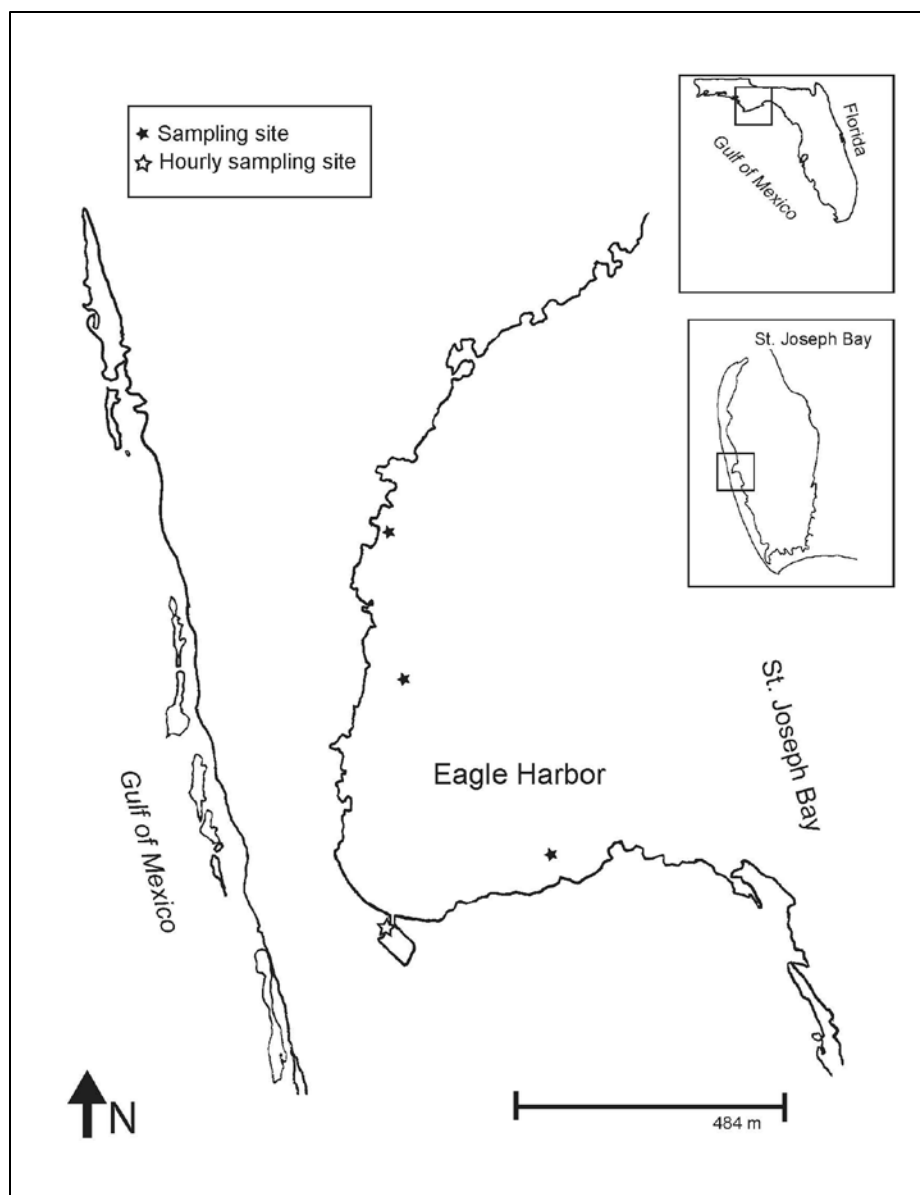 Sampling site
Hourly sampling site
Florida
Gulf of Mexico
St. Joseph Bay
St. Joseph Bay
Eagle Harbor
Gulf of Mexico
N
484 m